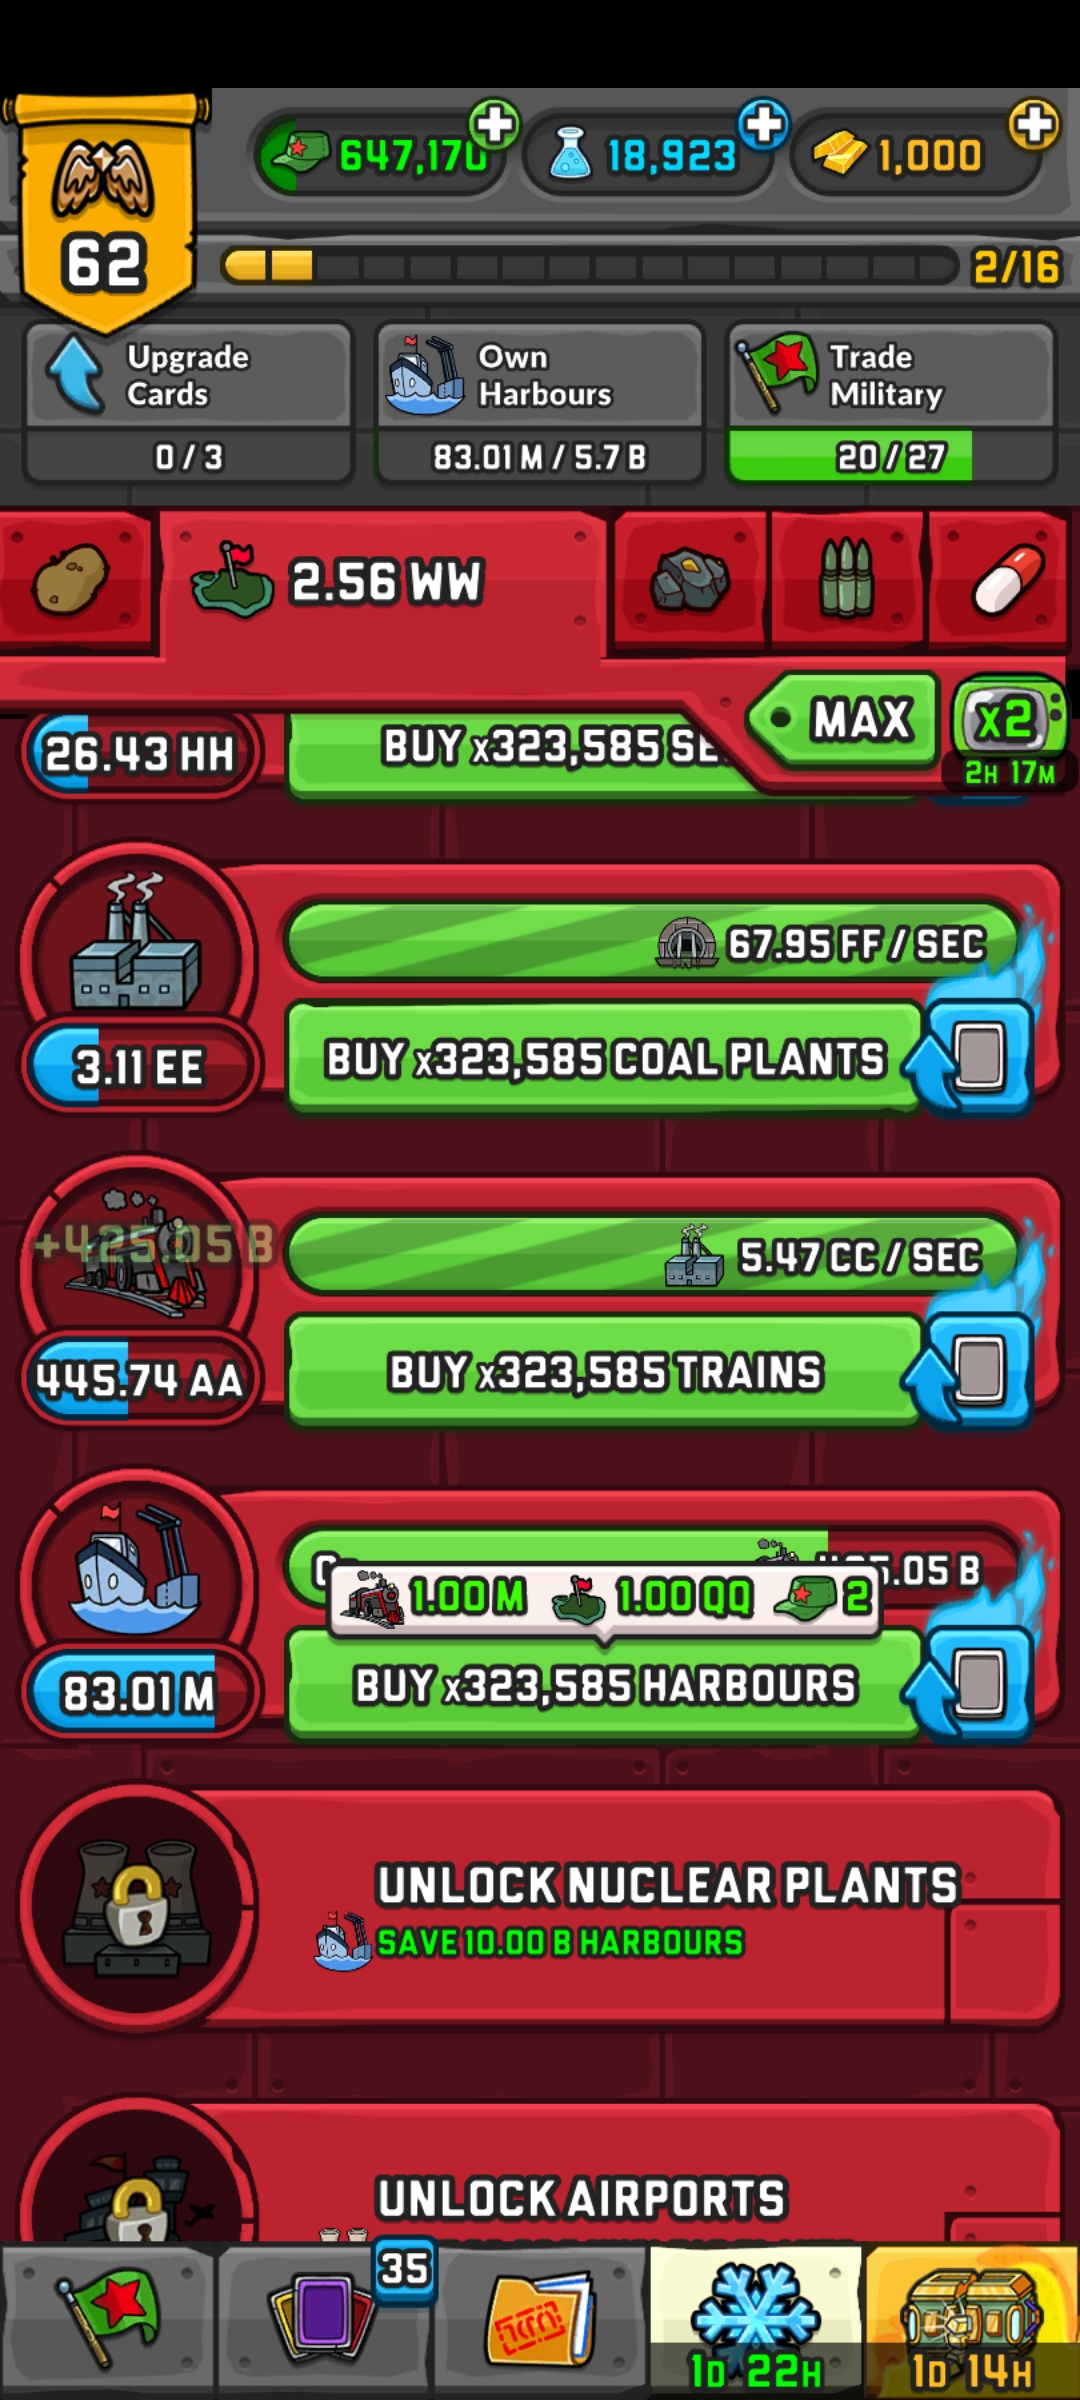 647,170
18,923
1,000
62
2/16
Upgrade Cards
0 / 3
Own Harbours
83.01 M / 5.7 B
Trade Military
20 / 27
2.56 WW
MAX
x2
2H 17M
26.43 HH
BUY x323,585
67.95 FF / SEC
3.11 EE
BUY x323,585 COAL PLANTS
+425.05 B
5.47 CC / SEC
445.74 AA
BUY x323,585 TRAINS
5.05 B
1.00 M
1.00 QQ
2
83.01 M
BUY x323,585 HARBOURS
UNLOCK NUCLEAR PLANTS
SAVE 10.00 B HARBOURS
UNLOCK AIRPORTS
35
1D 22H
1D 14H